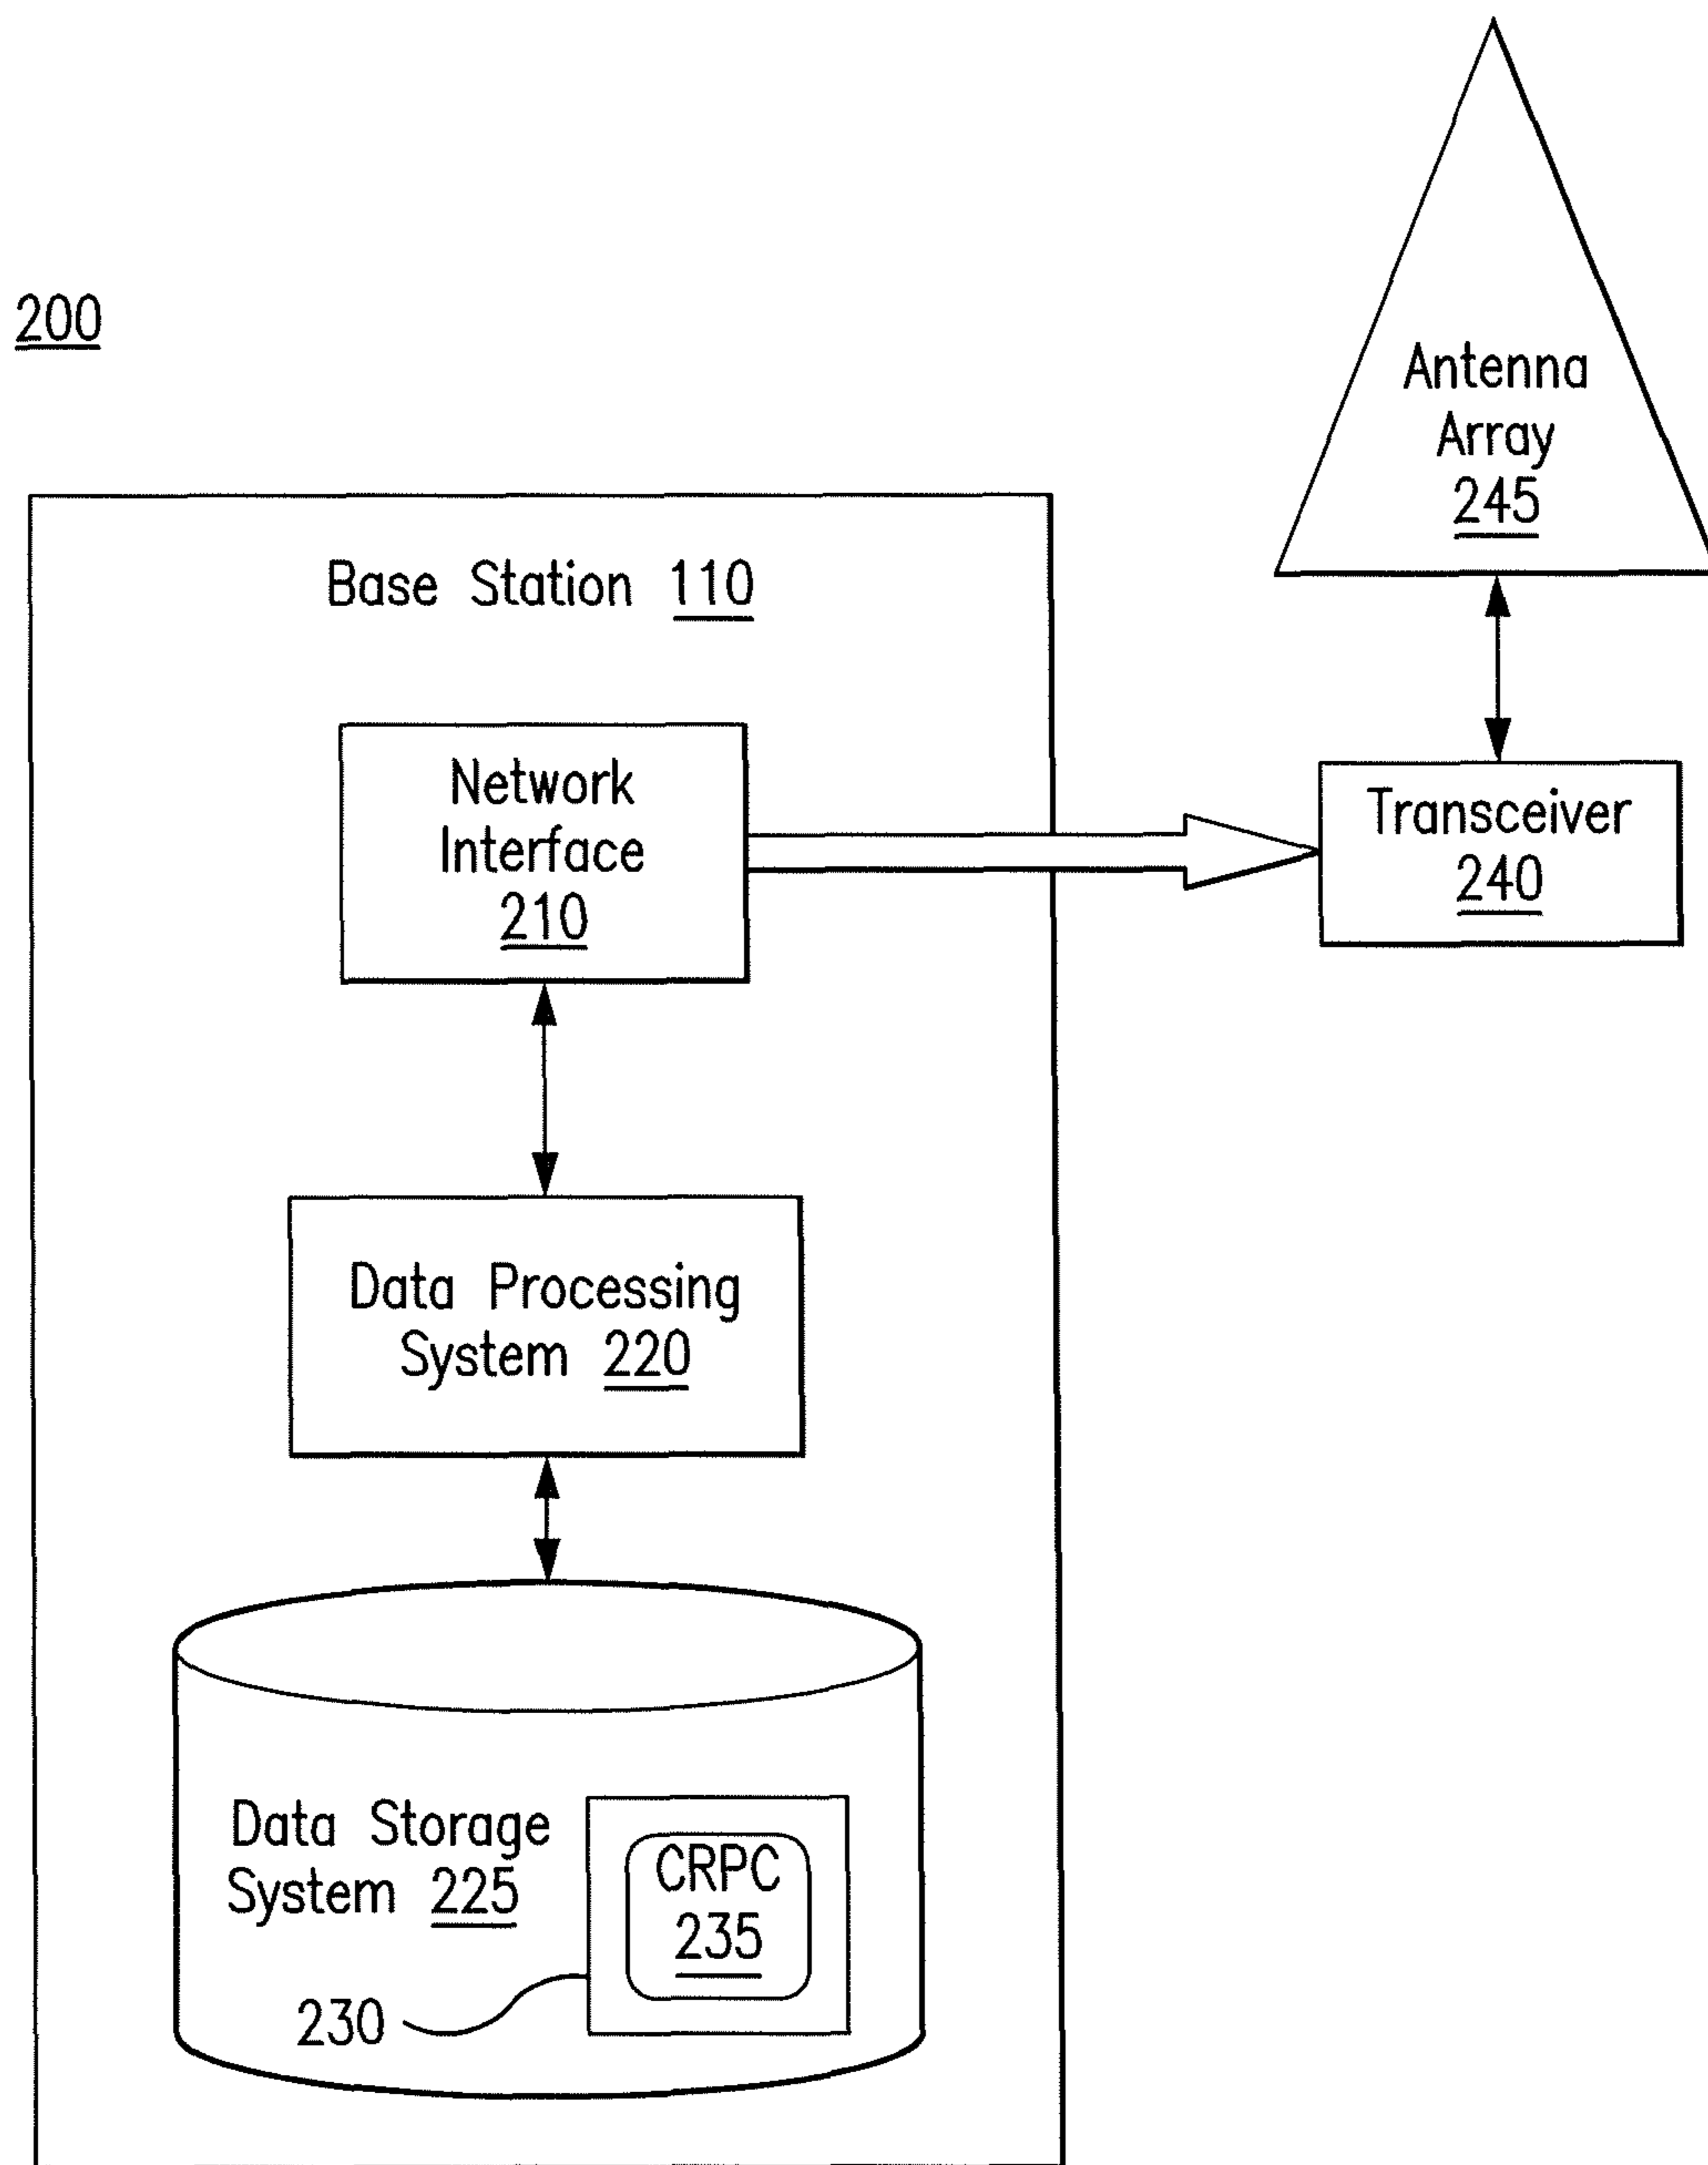 200
Antenna
Array
245
Base Station 110
Network
Interface
210
Transceiver
240
Data Processing
System 220
Data Storage
System 225
CRPC
235
230